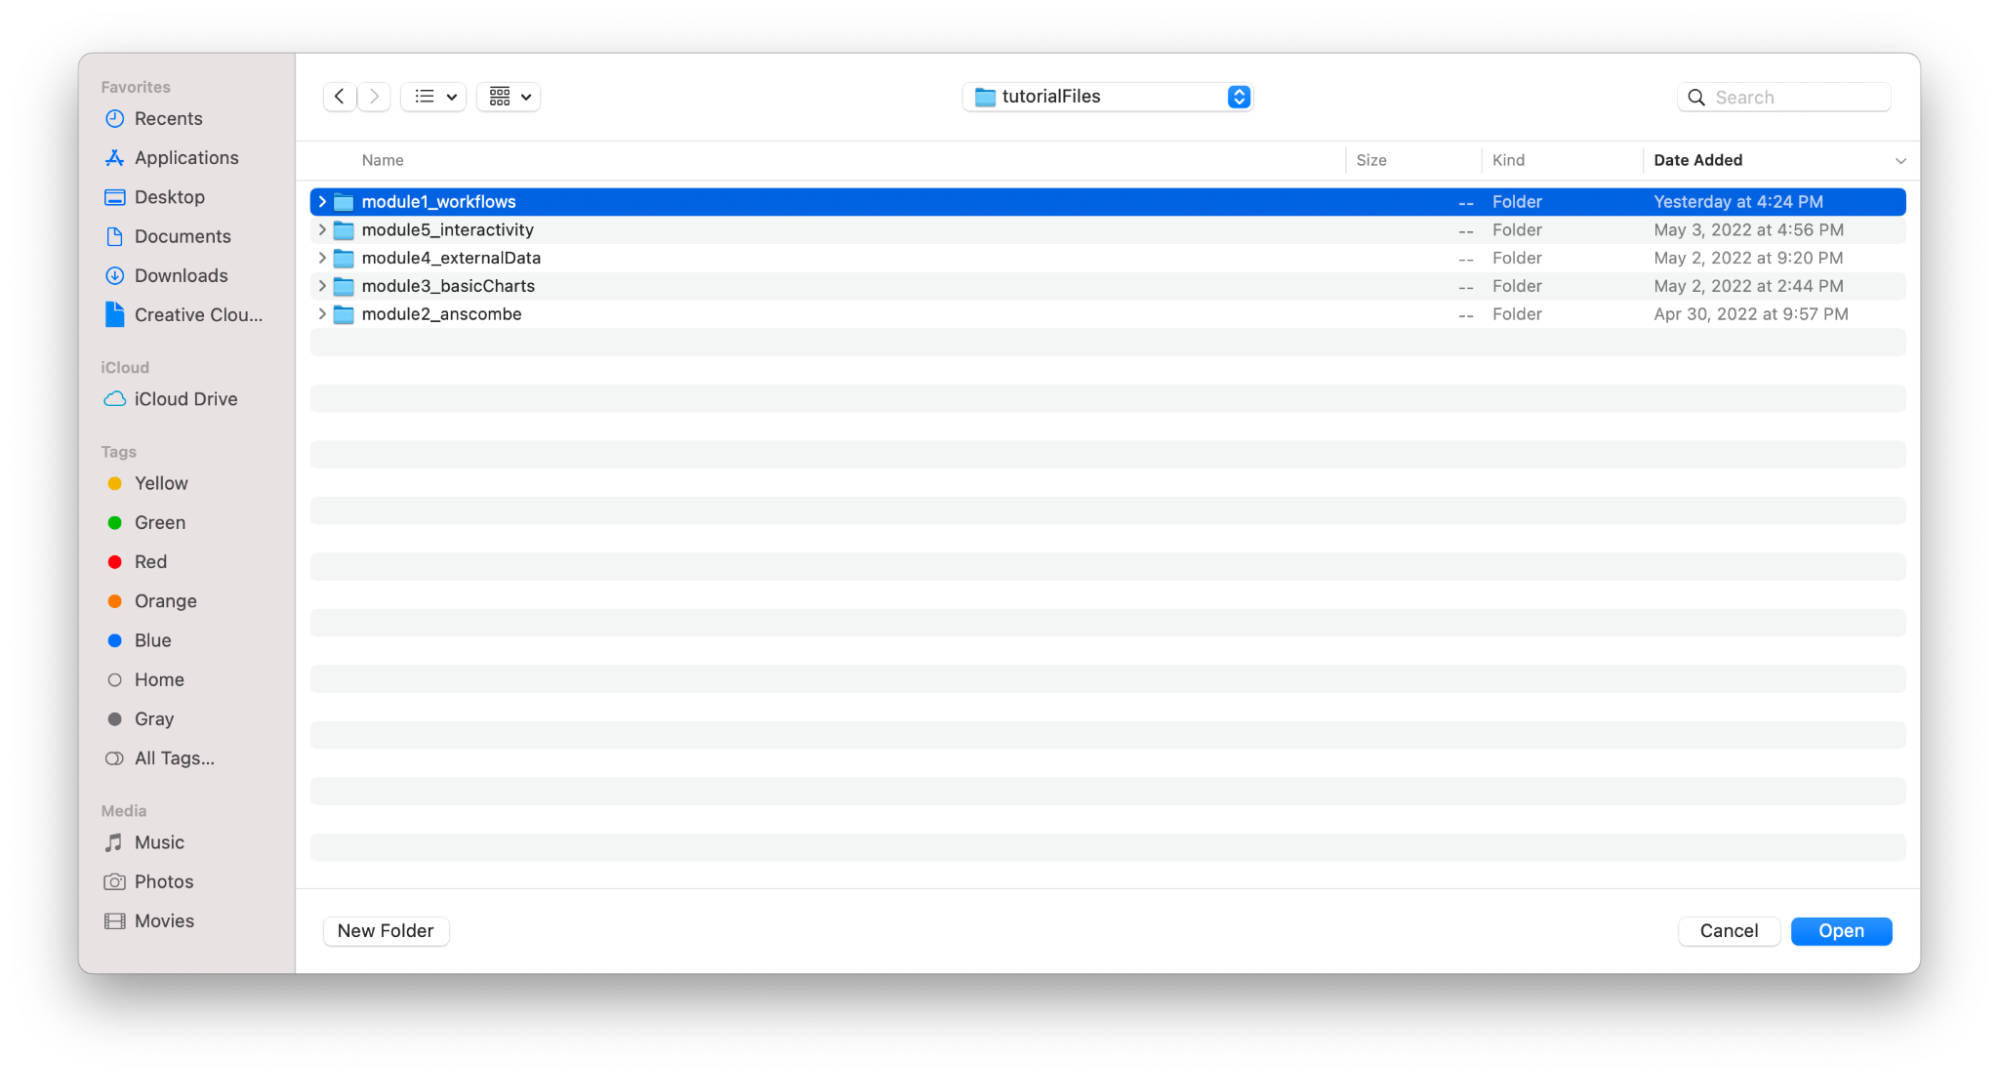 Favorites
Recents
Applications
Desktop
Documents
Downloads
Creative Clou...
iCloud
iCloud Drive
Tags
Yellow
Green
Red
Orange
Blue
Home
Gray
All Tags...
Media
Music
Photos
Movies
tutorialFiles
Search
Name Size Kind Date Added
module1_workflows -- Folder Yesterday at 4:24 PM
module5_interactivity -- Folder May 3, 2022 at 4:56 PM
module4_externalData -- Folder May 2, 2022 at 9:20 PM
module3_basicCharts -- Folder May 2, 2022 at 2:44 PM
module2_anscombe -- Folder Apr 30, 2022 at 9:57 PM
New Folder Cancel Open